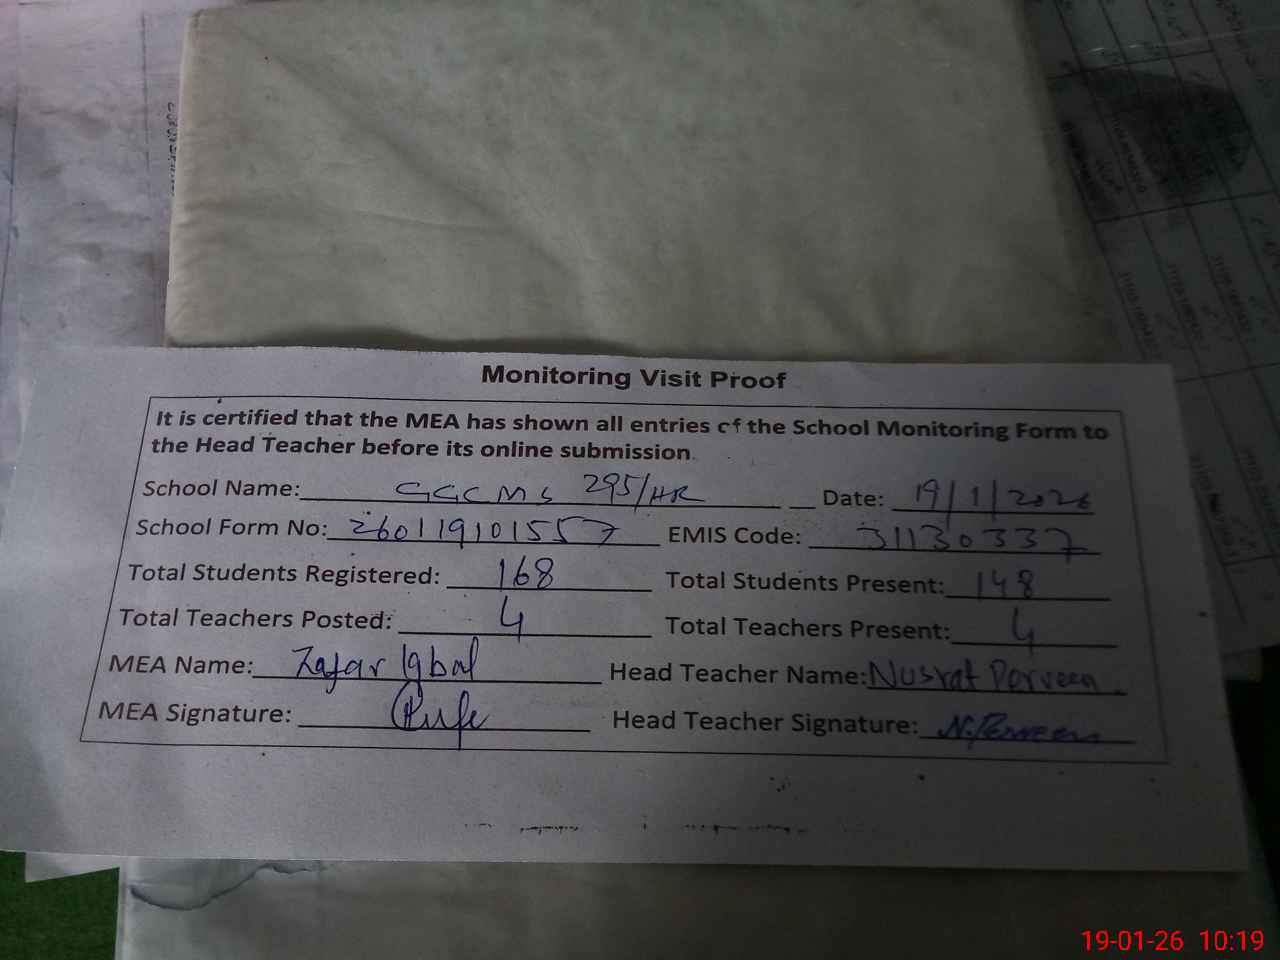 Monitoring Visit Proof
It is certified that the MEA has shown all entries of the School Monitoring Form to
the Head Teacher before its online submission.
School Name: GGCMS 295/HR Date: 19/1/2026
School Form No: 260119101557 EMIS Code: 31130337
Total Students Registered: 168 Total Students Present: 148
Total Teachers Posted: 4 Total Teachers Present: 4
MEA Name: Zafar Iqbal Head Teacher Name: Nusrat Perveen.
MEA Signature: Head Teacher Signature: N.Perveen
19-01-26 10:19